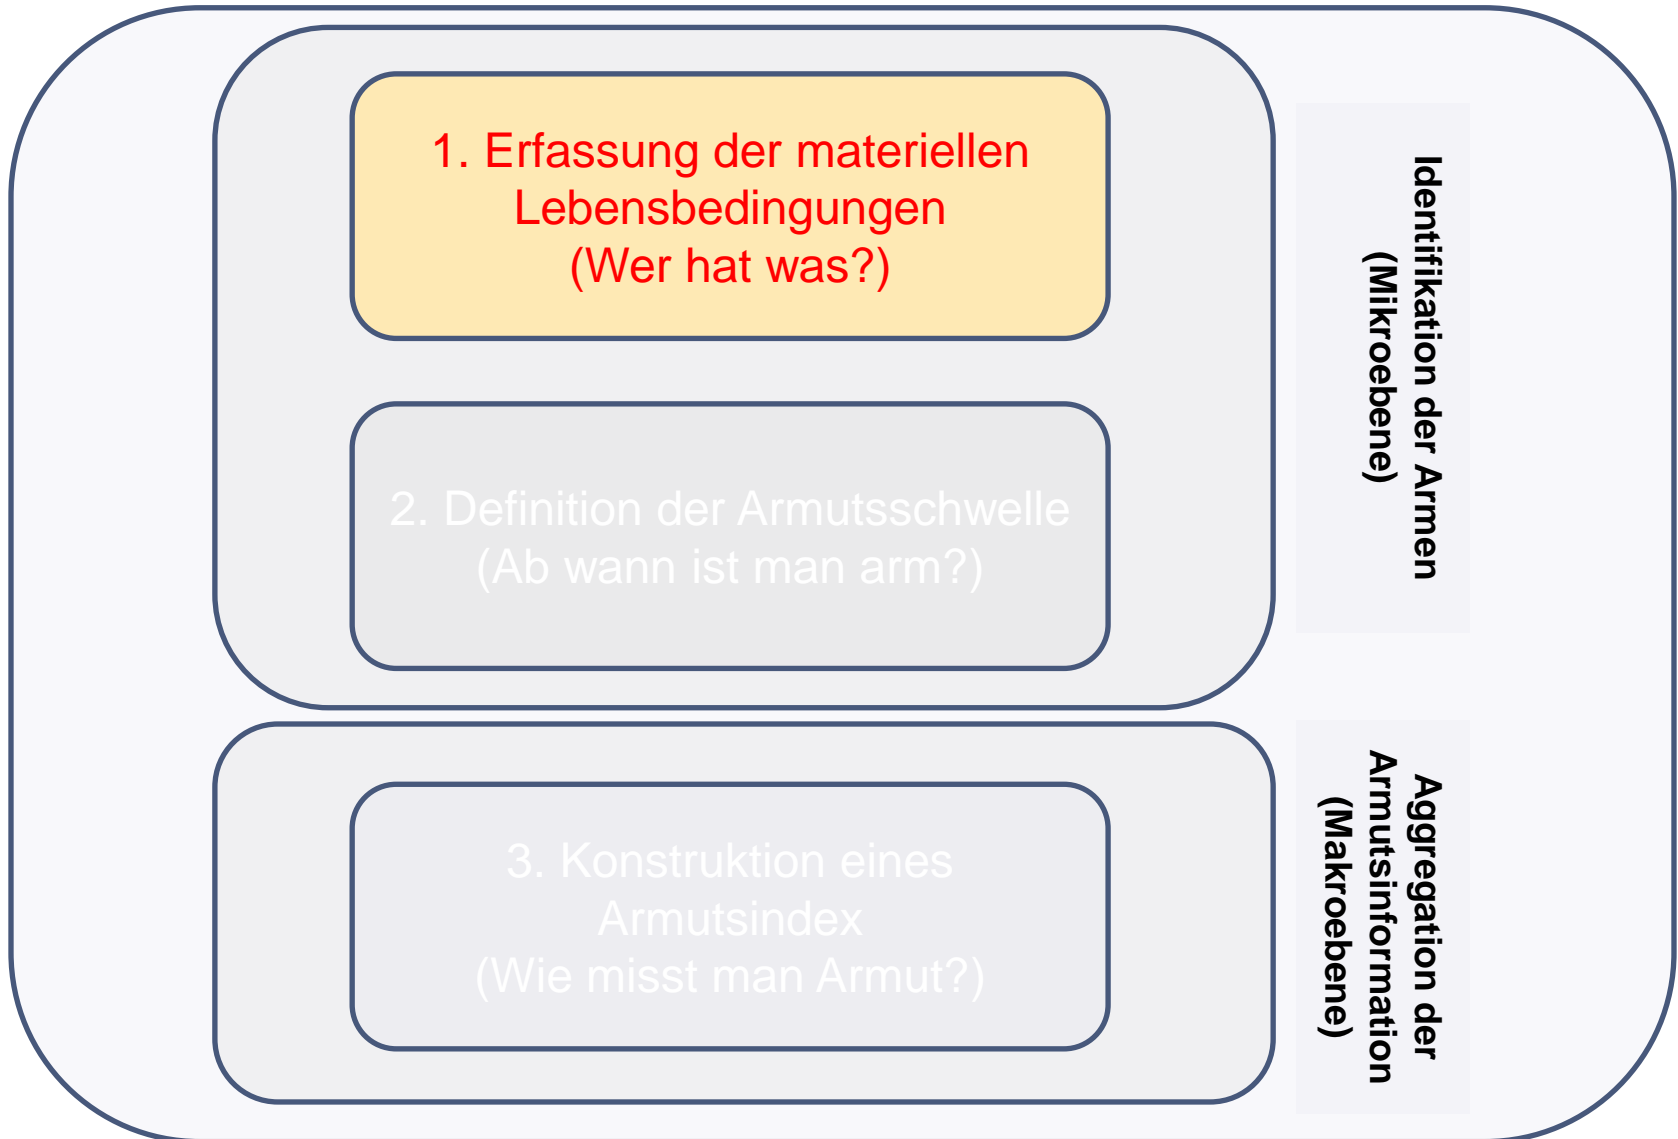 1. Erfassung der materiellen
Lebensbedingungen
(Wer hat was?)
2. Definition der Armutsschwelle
(Ab wann ist man arm?)
Identifikation der Armen
(Mikroebene)
3. Konstruktion eines
Armutsindex
(Wie misst man Armut?)
Aggregation der
Armutsinformation
(Makroebene)